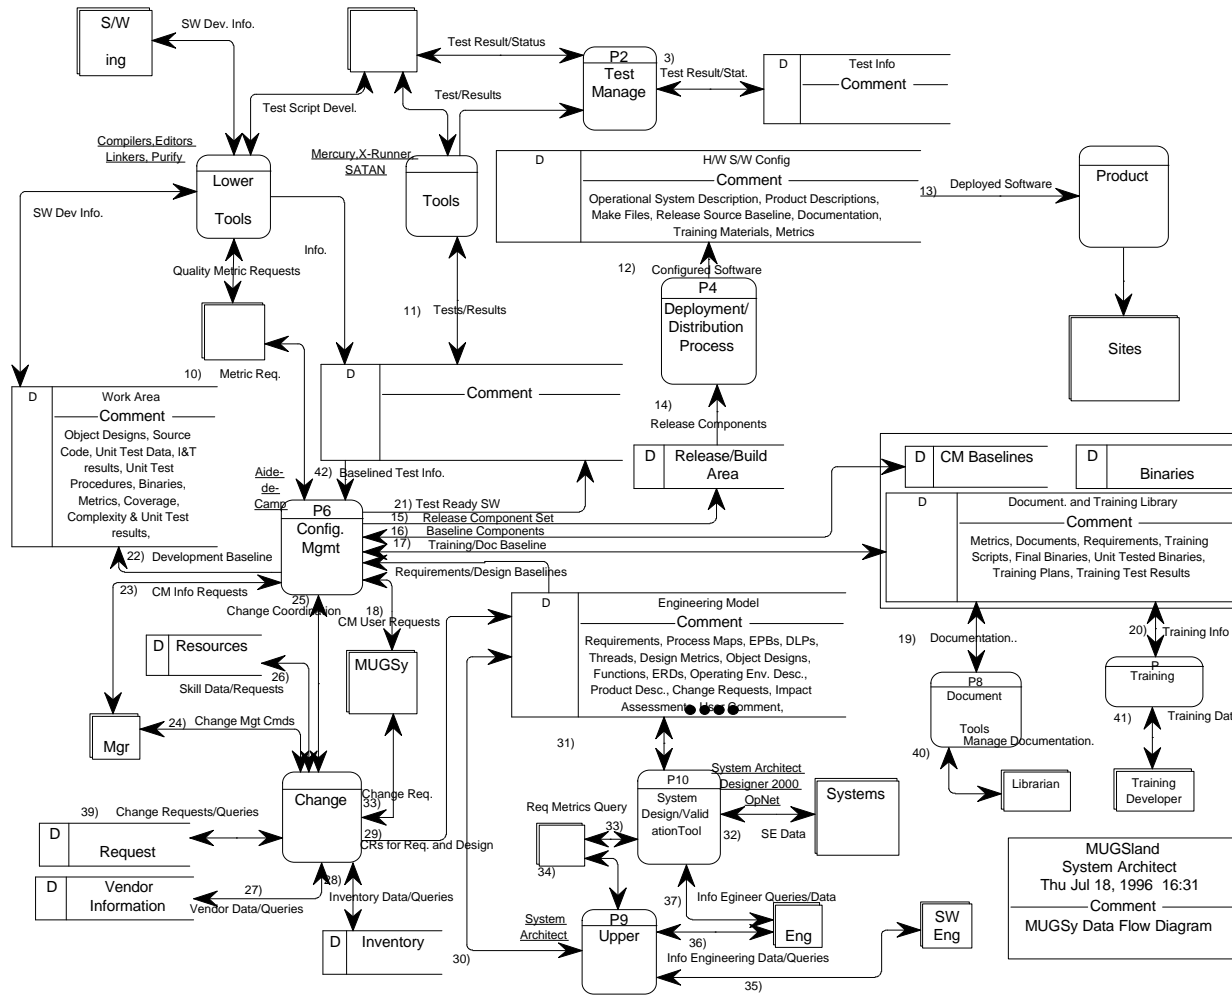 S/W
ing
SW Dev. Info.
Test Result/Status
P2
Test
Manage
3)
Test Result/Stat.
D
Test Info
Comment
Test Script Devel.
Test/Results
Compilers,Editors
Linkers, Purify
Lower
Tools
Mercury,X-Runner
SATAN
Tools
D
H/W S/W Config
Comment
Operational System Description, Product Descriptions,
Make Files, Release Source Baseline, Documentation,
Training Materials, Metrics
13)
Deployed Software
Product
Sites
SW Dev Info.
Info.
Quality Metric Requests
11)
Tests/Results
12)
Configured Software
P4
Deployment/
Distribution
Process
10)
Metric Req.
D
Comment
14)
Release Components
D
Release/Build
Area
D
Work Area
Comment
Object Designs, Source
Code, Unit Test Data, I&T
results, Unit Test
Procedures, Binaries,
Metrics, Coverage,
Complexity & Unit Test
results,
D
CM Baselines
D
Binaries
D
Document. and Training Library
Comment
Metrics, Documents, Requirements, Training
Scripts, Final Binaries, Unit Tested Binaries,
Training Plans, Training Test Results
Aide-
de-
Camp
42)
Baselined Test Info.
P6
Config.
Mgmt
21) Test Ready SW
15)
Release Component Set
16)
Baseline Components
17)
Training/Doc Baseline
Requirements/Design Baselines
22)
Development Baseline
23)
CM Info Requests
25)
Change Coordination
18)
CM User Requests
D
Resources
26)
Skill Data/Requests
MUGSy
D
Engineering Model
Comment
Requirements, Process Maps, EPBs, DLPs,
Threads, Design Metrics, Object Designs,
Functions, ERDs, Operating Env. Desc.,
Product Desc., Change Requests, Impact
Assessment, User Comment,
19)
Documentation..
20)
Training Info
P8
Document
Tools
Manage Documentation.
40)
Librarian
P
Training
41)
Training Dat
Training
Developer
Mgr
24)
Change Mgt Cmds
Change
33)
Change Req.
29)
CRs for Req. and Design
39)
Change Requests/Queries
D
Request
D
Vendor
Information
27)
Vendor Data/Queries
28)
Inventory Data/Queries
D
Inventory
31)
P10
System
Design/Valid
ationTool
System Architect
Designer 2000
OpNet
32)
SE Data
Systems
Req Metrics Query
33)
34)
37)
Info Egineer Queries/Data
System
Architect
30)
P9
Upper
36)
Eng
Info Engineering Data/Queries
35)
SW
Eng
MUGSland
System Architect
Thu Jul 18, 1996 16:31
Comment
MUGSy Data Flow Diagram